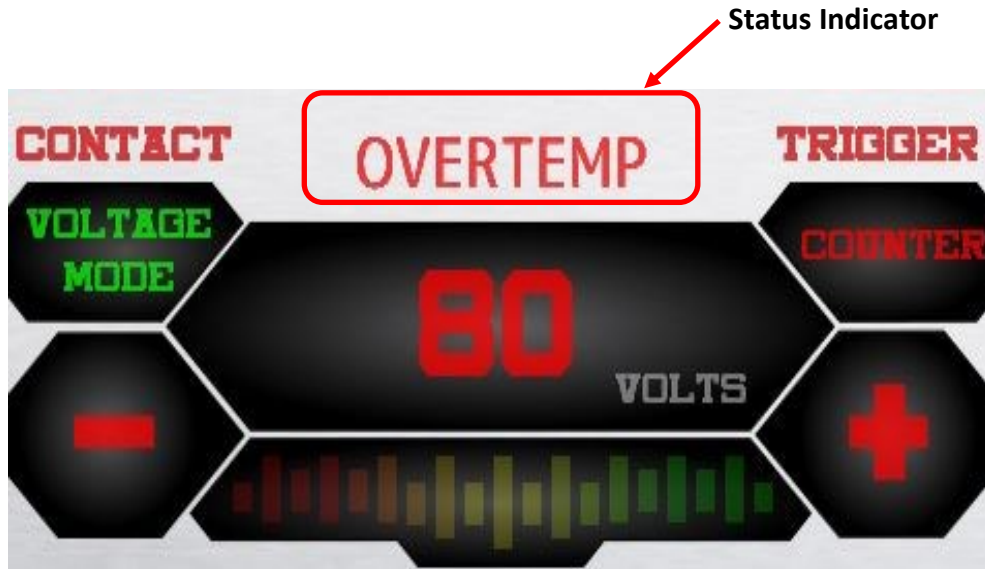 Status Indicator
CONTACT
OVERTEMP
TRIGGER
VOLTAGE
MODE
COUNTER
80
VOLTS
-
+